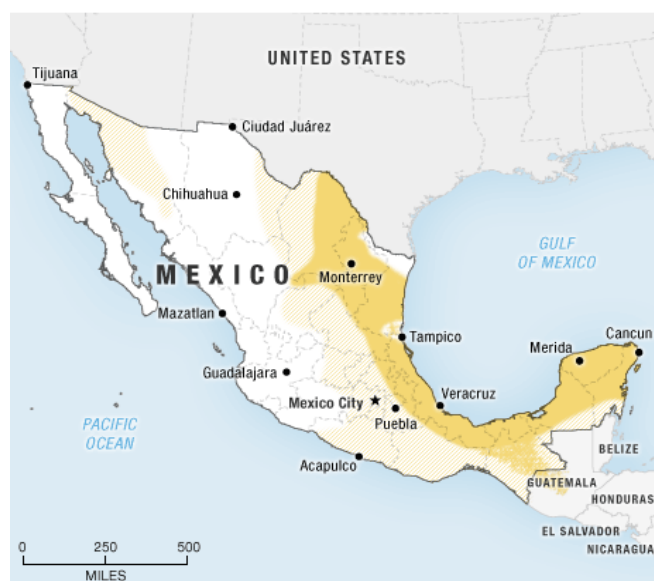 UNITED STATES
Tijuana
Ciudad Juárez
Chihuahua
GULF
OF MEXICO
MEXICO
Monterrey
Mazatlan
Tampico
Cancun
Merida
Guadalajara
Mexico City
Veracruz
Puebla
PACIFIC
OCEAN
BELIZE
Acapulco
GUATEMALA
HONDURAS
EL SALVADOR
NICARAGUA
0 250 500
MILES